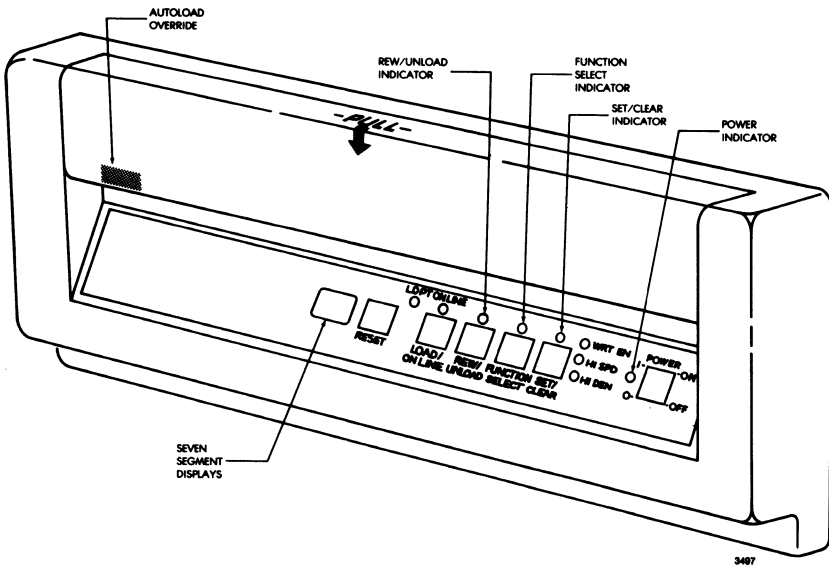 AUTOLOAD
OVERRIDE
REW/UNLOAD
INDICATOR
FUNCTION
SELECT
INDICATOR
SET/CLEAR
INDICATOR
POWER
INDICATOR
-PULL-
LDPT ON LINE
RESET
LOAD/
ON LINE
REW/
UNLOAD
FUNCTION
SELECT
SET/
CLEAR
WRT EN
HI SPD
HI DEN
POWER
ON
OFF
SEVEN
SEGMENT
DISPLAYS
3497